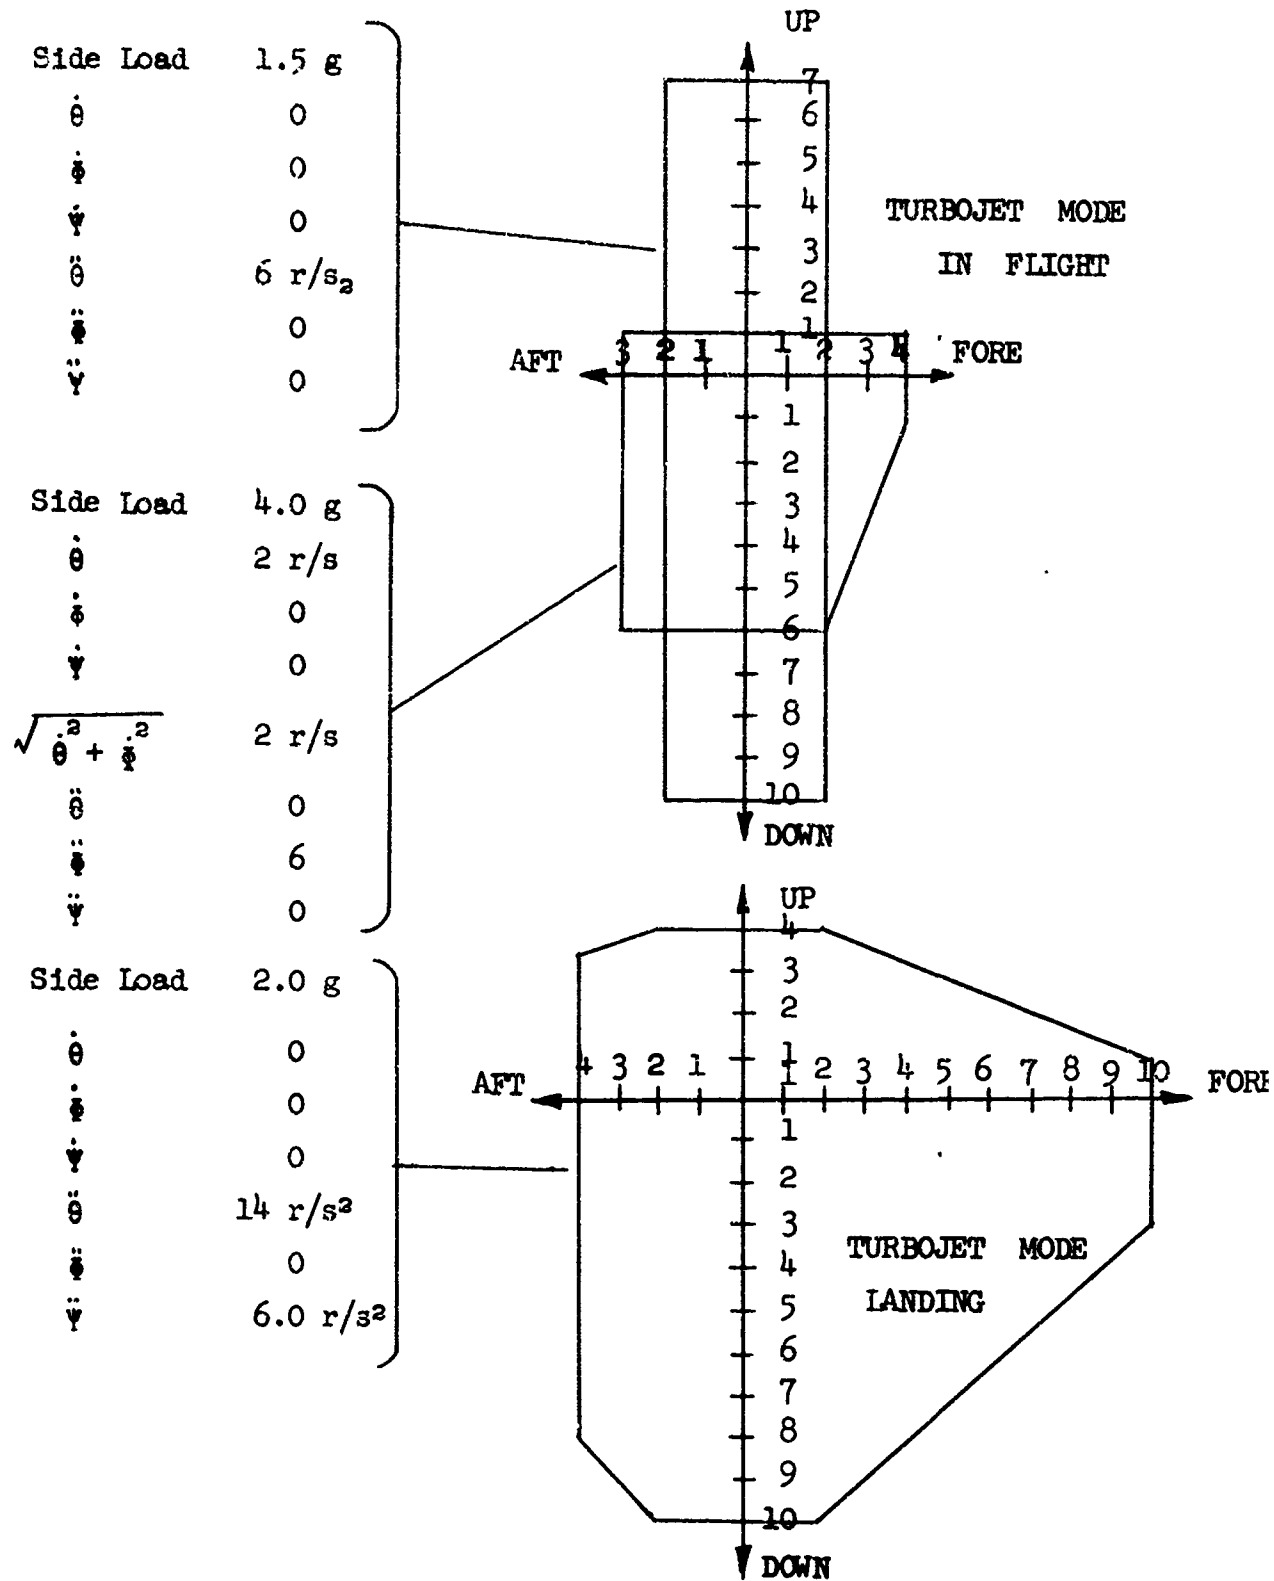 Side Load 1.5 g
θ̇ 0
Φ̇ 0
Ψ̇ 0
θ̈ 6 r/s₂
Φ̈ 0
Ψ̈ 0
Side Load 4.0 g
θ̇ 2 r/s
Φ̇ 0
Ψ̇ 0
√(θ̇² + Φ̇²) 2 r/s
θ̈ 0
Φ̈ 6
Ψ̈ 0
Side Load 2.0 g
θ̇ 0
Φ̇ 0
Ψ̇ 0
θ̈ 14 r/s²
Φ̈ 0
Ψ̈ 6.0 r/s²
UP
7
6
5
4
3
2
1
TURBOJET MODE
IN FLIGHT
AFT 3 2 1 1 2 3 4 FORE
1
2
3
4
5
6
7
8
9
10
DOWN
UP
4
3
2
1
AFT 4 3 2 1 1 2 3 4 5 6 7 8 9 10 FORE
1
2
3
4
5
6
7
8
9
10
TURBOJET MODE
LANDING
DOWN